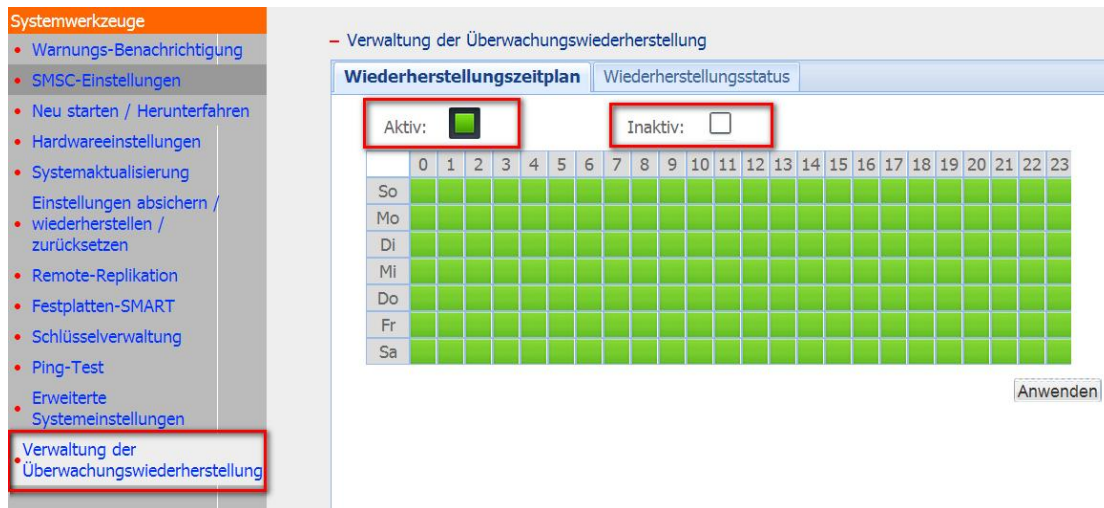 Systemwerkzeuge
Warnungs-Benachrichtigung
SMSC-Einstellungen
Neu starten / Herunterfahren
Hardwareeinstellungen
Systemaktualisierung
Einstellungen absichern /
wiederherstellen /
zurücksetzen
Remote-Replikation
Festplatten-SMART
Schlüsselverwaltung
Ping-Test
Erweiterte
Systemeinstellungen
Verwaltung der
Überwachungswiederherstellung
Verwaltung der Überwachungswiederherstellung
Wiederherstellungszeitplan Wiederherstellungsstatus
Aktiv: Inaktiv:
0 1 2 3 4 5 6 7 8 9 10 11 12 13 14 15 16 17 18 19 20 21 22 23
So
Mo
Di
Mi
Do
Fr
Sa
Anwenden